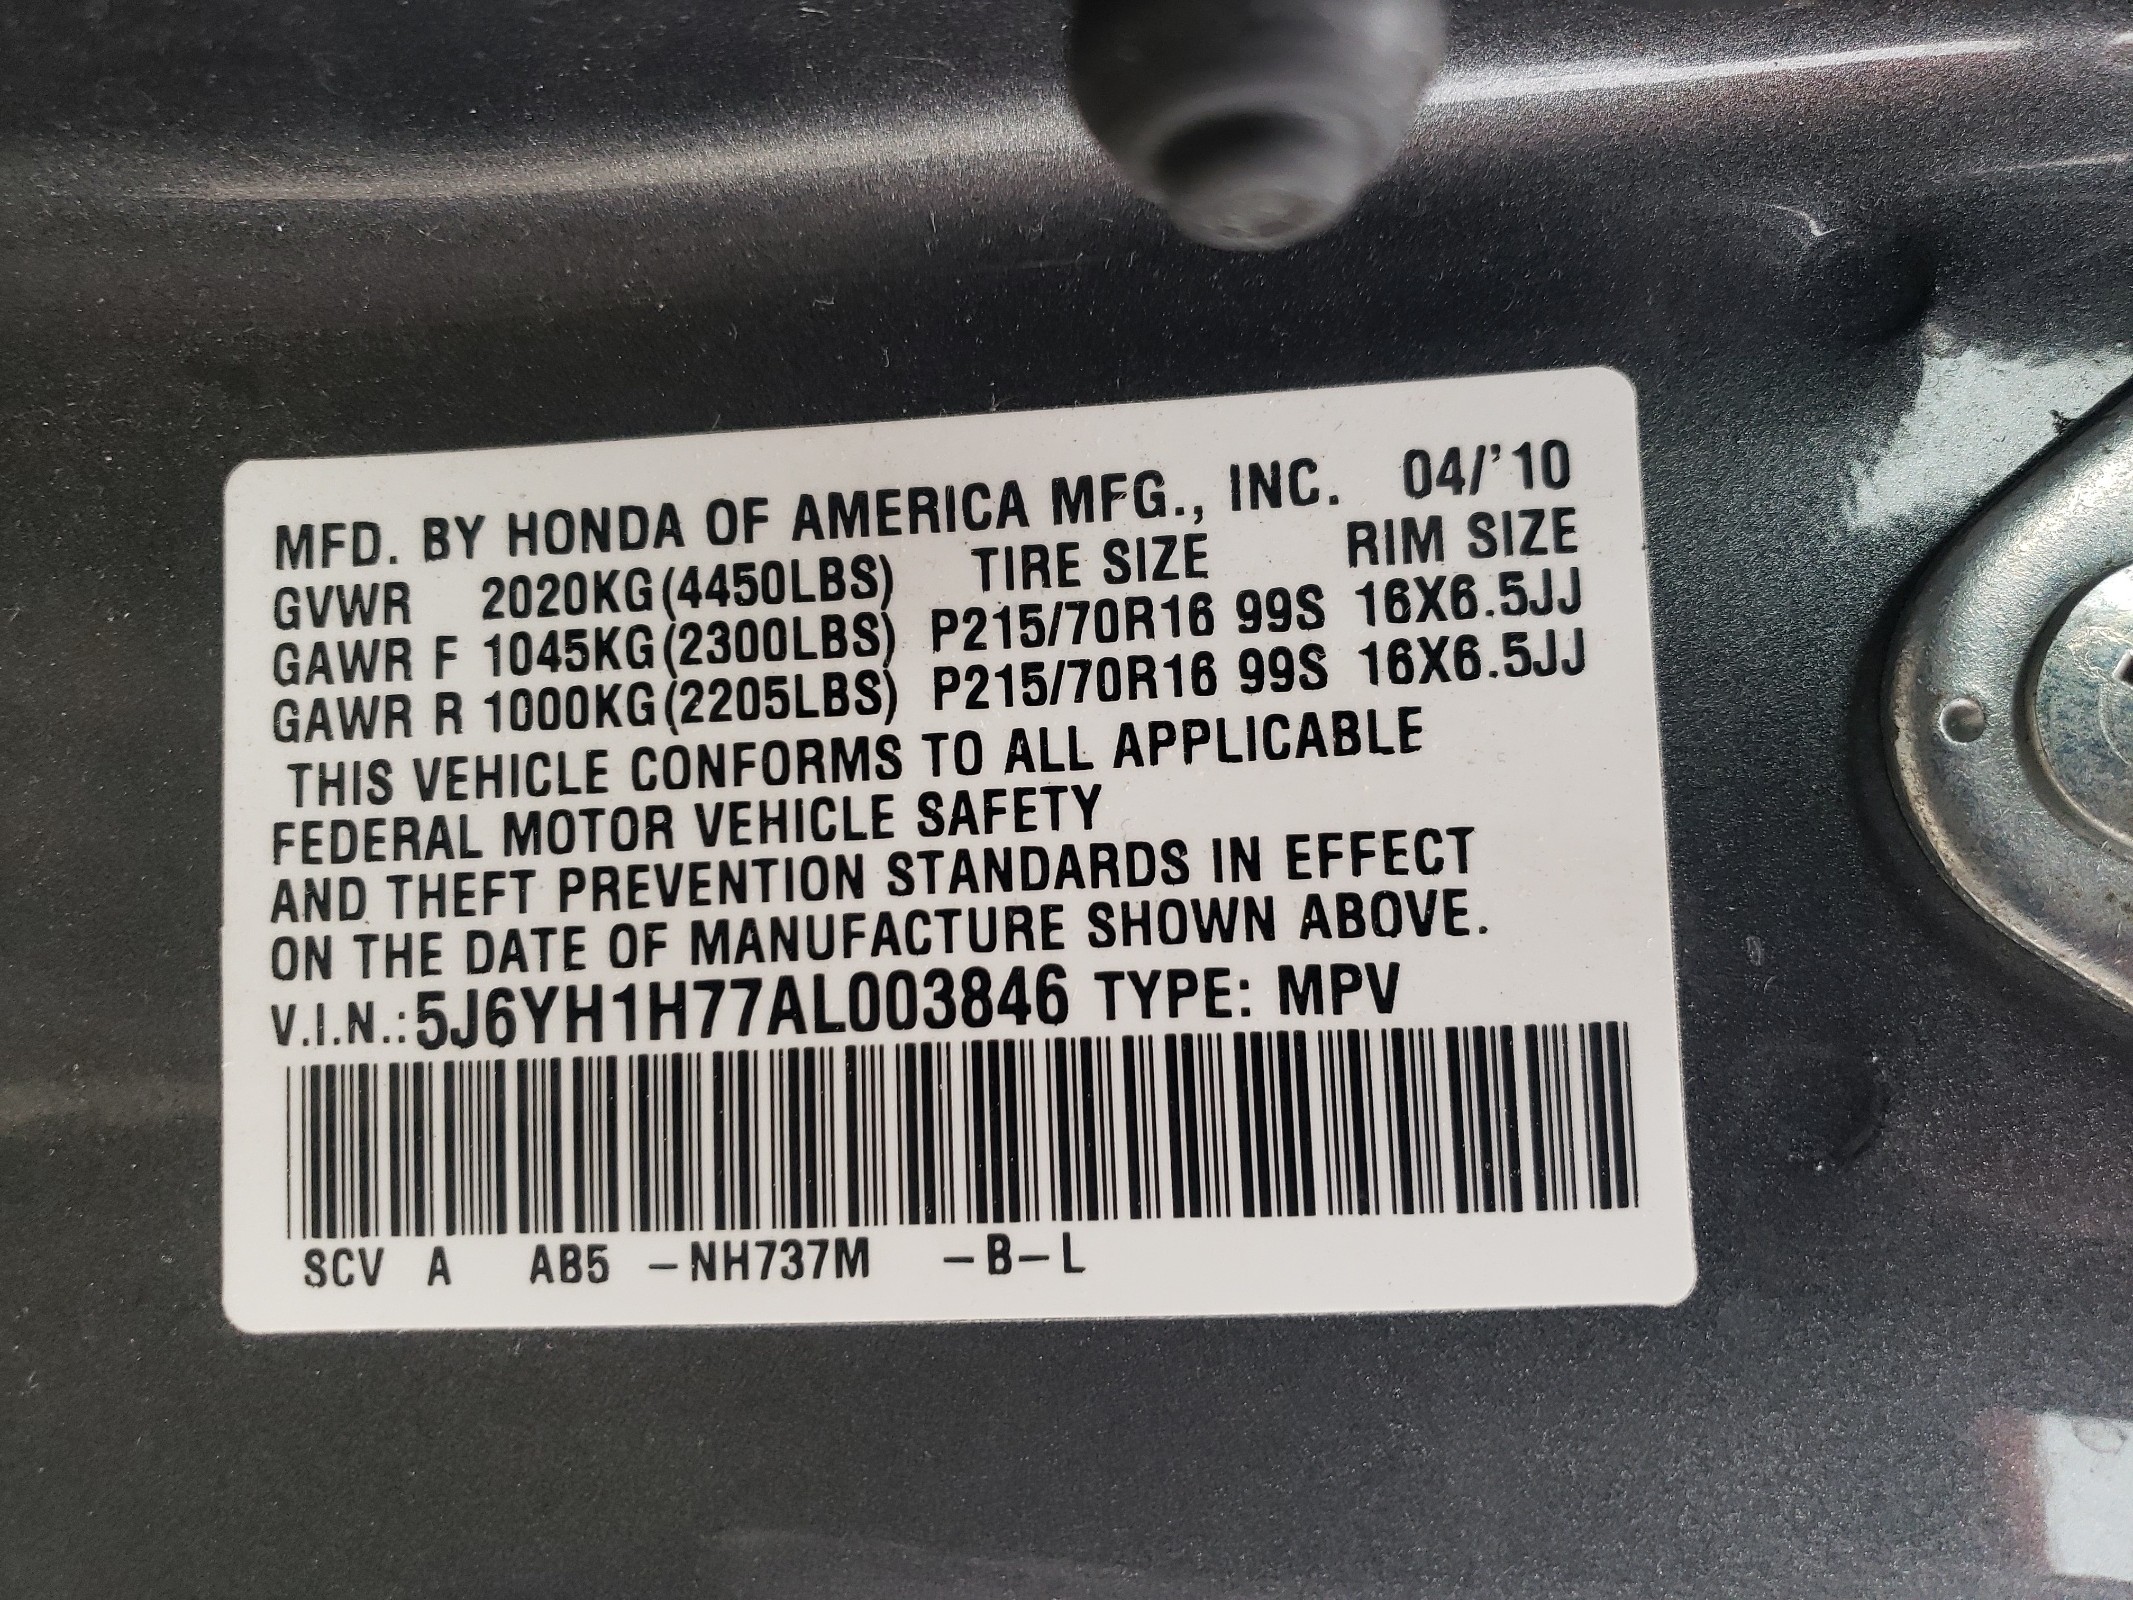 MFD. BY HONDA OF AMERICA MFG., INC. 04/'10
GVWR 2020KG(4450LBS) TIRE SIZE RIM SIZE
GAWR F 1045KG(2300LBS) P215/70R16 99S 16X6.5JJ
GAWR R 1000KG(2205LBS) P215/70R16 99S 16X6.5JJ
THIS VEHICLE CONFORMS TO ALL APPLICABLE
FEDERAL MOTOR VEHICLE SAFETY
AND THEFT PREVENTION STANDARDS IN EFFECT
ON THE DATE OF MANUFACTURE SHOWN ABOVE.
V.I.N.:5J6YH1H77AL003846 TYPE: MPV
SCV A AB5 -NH737M -B-L